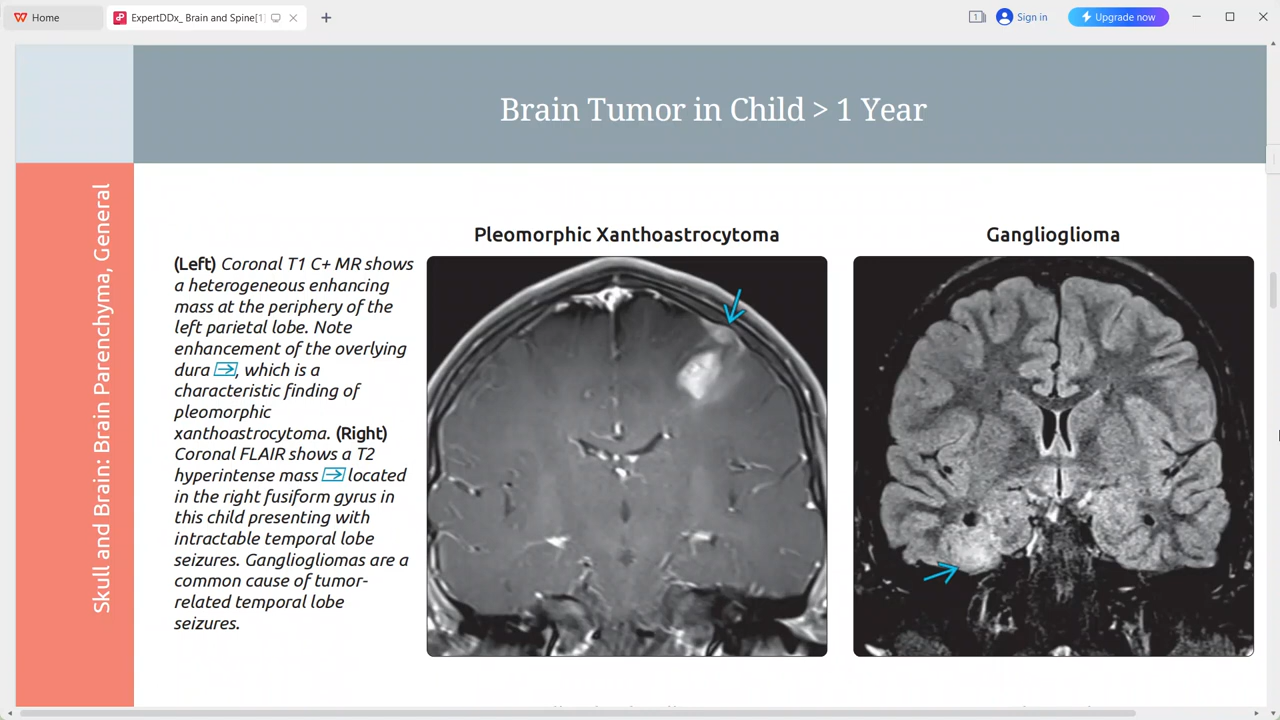 Home
ExpertDDx_ Brain and Spine[1]
1
Sign in
Upgrade now
Brain Tumor in Child > 1 Year
Skull and Brain: Brain Parenchyma, General
(Left) Coronal T1 C+ MR shows
a heterogeneous enhancing
mass at the periphery of the
left parietal lobe. Note
enhancement of the overlying
dura , which is a
characteristic finding of
pleomorphic
xanthoastrocytoma. (Right)
Coronal FLAIR shows a T2
hyperintense mass located
in the right fusiform gyrus in
this child presenting with
intractable temporal lobe
seizures. Gangliogliomas are a
common cause of tumor-
related temporal lobe
seizures.
Pleomorphic Xanthoastrocytoma
Ganglioglioma